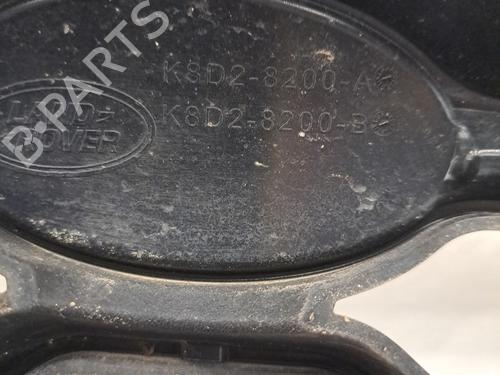 K8D2-8200-A*
K8D2-8200-B*
LAND-
ROVER
B-PARTS